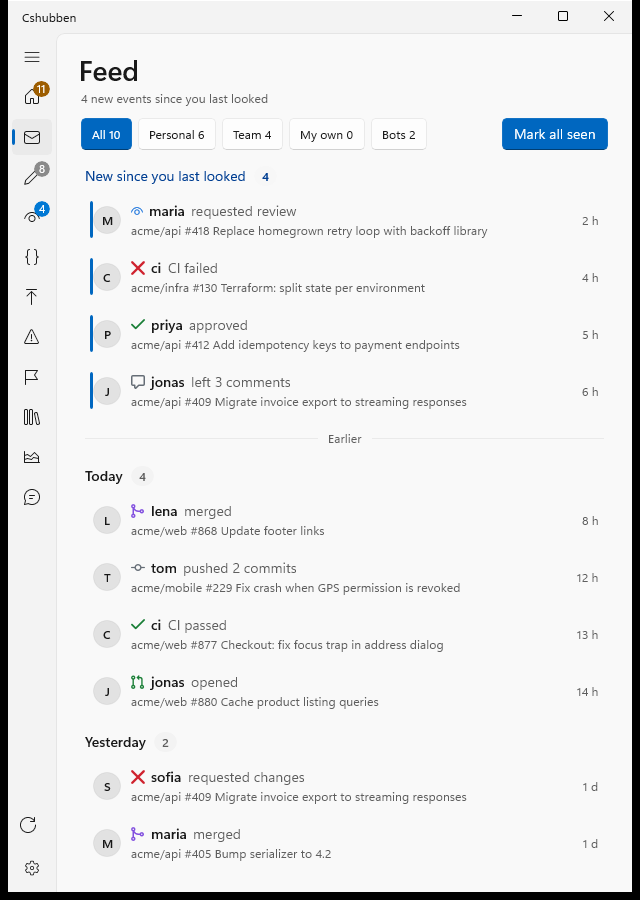 Cshubben
11
8
4
Feed
4 new events since you last looked
All 10
Personal 6
Team 4
My own 0
Bots 2
Mark all seen
New since you last looked 4
M
maria requested review
acme/api #418 Replace homegrown retry loop with backoff library
2 h
C
ci CI failed
acme/infra #130 Terraform: split state per environment
4 h
P
priya approved
acme/api #412 Add idempotency keys to payment endpoints
5 h
J
jonas left 3 comments
acme/api #409 Migrate invoice export to streaming responses
6 h
Earlier
Today 4
L
lena merged
acme/web #868 Update footer links
8 h
T
tom pushed 2 commits
acme/mobile #229 Fix crash when GPS permission is revoked
12 h
C
ci CI passed
acme/web #877 Checkout: fix focus trap in address dialog
13 h
J
jonas opened
acme/web #880 Cache product listing queries
14 h
Yesterday 2
S
sofia requested changes
acme/api #409 Migrate invoice export to streaming responses
1 d
M
maria merged
acme/api #405 Bump serializer to 4.2
1 d